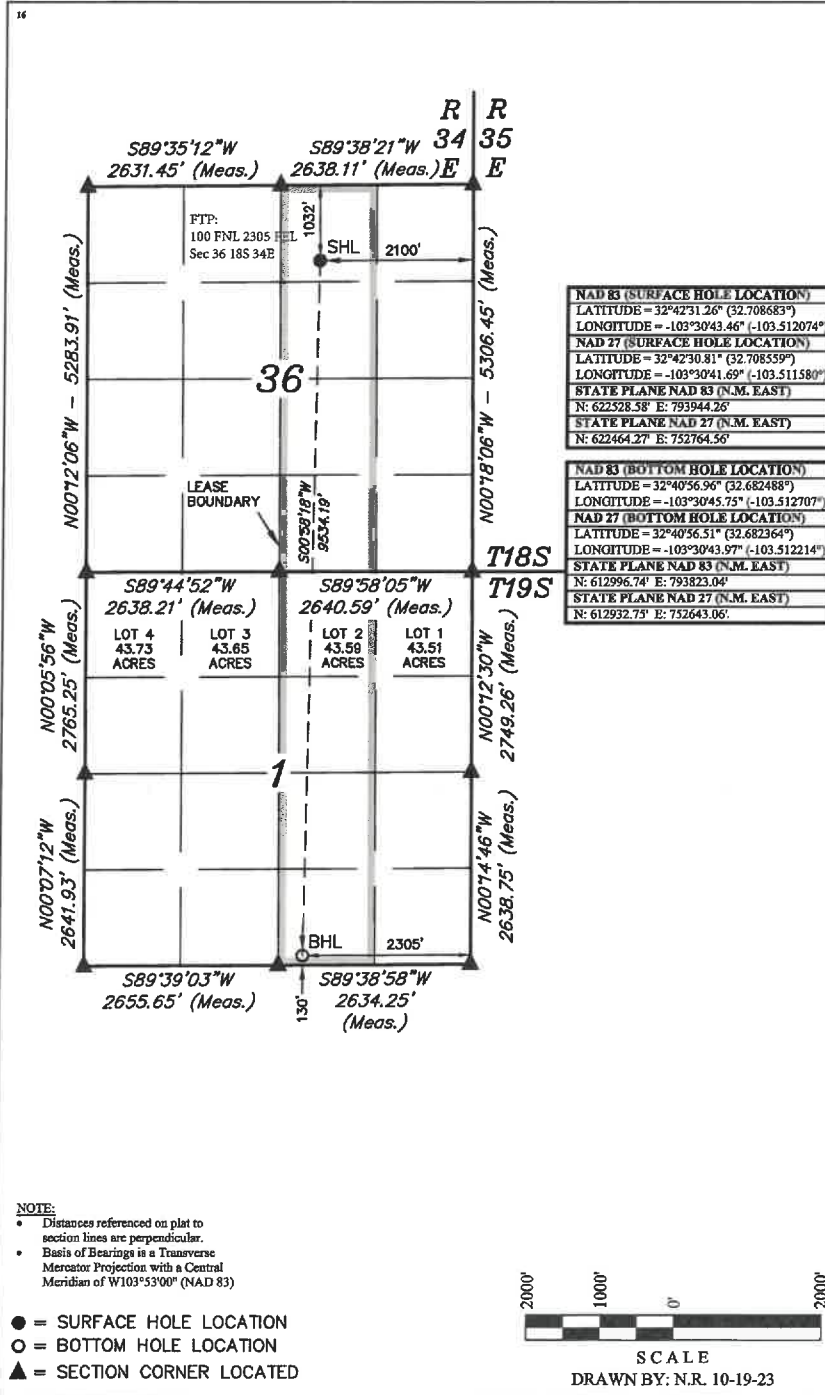 16
R R
34 35
E E
S89°35'12"W
2631.45' (Meas.)
S89°38'21"W
2638.11' (Meas.)
FTP:
100 FNL 2305 FEL
Sec 36 18S 34E
1032'
SHL
2100'
N00°12'06"W – 5283.91' (Meas.)
N00°18'06"W – 5306.45' (Meas.)
36
LEASE
BOUNDARY
S00°58'18"W
9534.19'
T18S
T19S
S89°44'52"W
2638.21' (Meas.)
S89°58'05"W
2640.59' (Meas.)
LOT 4
43.73
ACRES
LOT 3
43.65
ACRES
LOT 2
43.59
ACRES
LOT 1
43.51
ACRES
N00°05'56"W
2765.25' (Meas.)
N00°12'30"W
2749.26' (Meas.)
1
N00°07'12"W
2641.93' (Meas.)
N00°14'46"W
2638.75' (Meas.)
BHL
2305'
S89°39'03"W
2655.65' (Meas.)
130'
S89°38'58"W
2634.25'
(Meas.)
NAD 83 (SURFACE HOLE LOCATION)
LATITUDE = 32°42'31.26" (32.708683°)
LONGITUDE = -103°30'43.46" (-103.512074°
NAD 27 (SURFACE HOLE LOCATION)
LATITUDE = 32°42'30.81" (32.708559°)
LONGITUDE = -103°30'41.69" (-103.511580°
STATE PLANE NAD 83 (N.M. EAST)
N: 622528.58' E: 793944.26'
STATE PLANE NAD 27 (N.M. EAST)
N: 622464.27' E: 752764.56'
NAD 83 (BOTTOM HOLE LOCATION)
LATITUDE = 32°40'56.96" (32.682488°)
LONGITUDE = -103°30'45.75" (-103.512707°
NAD 27 (BOTTOM HOLE LOCATION)
LATITUDE = 32°40'56.51" (32.682364°)
LONGITUDE = -103°30'43.97" (-103.512214°)
STATE PLANE NAD 83 (N.M. EAST)
N: 612996.74' E: 793823.04'
STATE PLANE NAD 27 (N.M. EAST)
N: 612932.75' E: 752643.06'
NOTE:
• Distances referenced on plat to
section lines are perpendicular.
• Basis of Bearings is a Transverse
Mercator Projection with a Central
Meridian of W103°53'00" (NAD 83)
● = SURFACE HOLE LOCATION
○ = BOTTOM HOLE LOCATION
▲ = SECTION CORNER LOCATED
2000'
1000'
0'
2000'
SCALE
DRAWN BY: N.R. 10-19-23